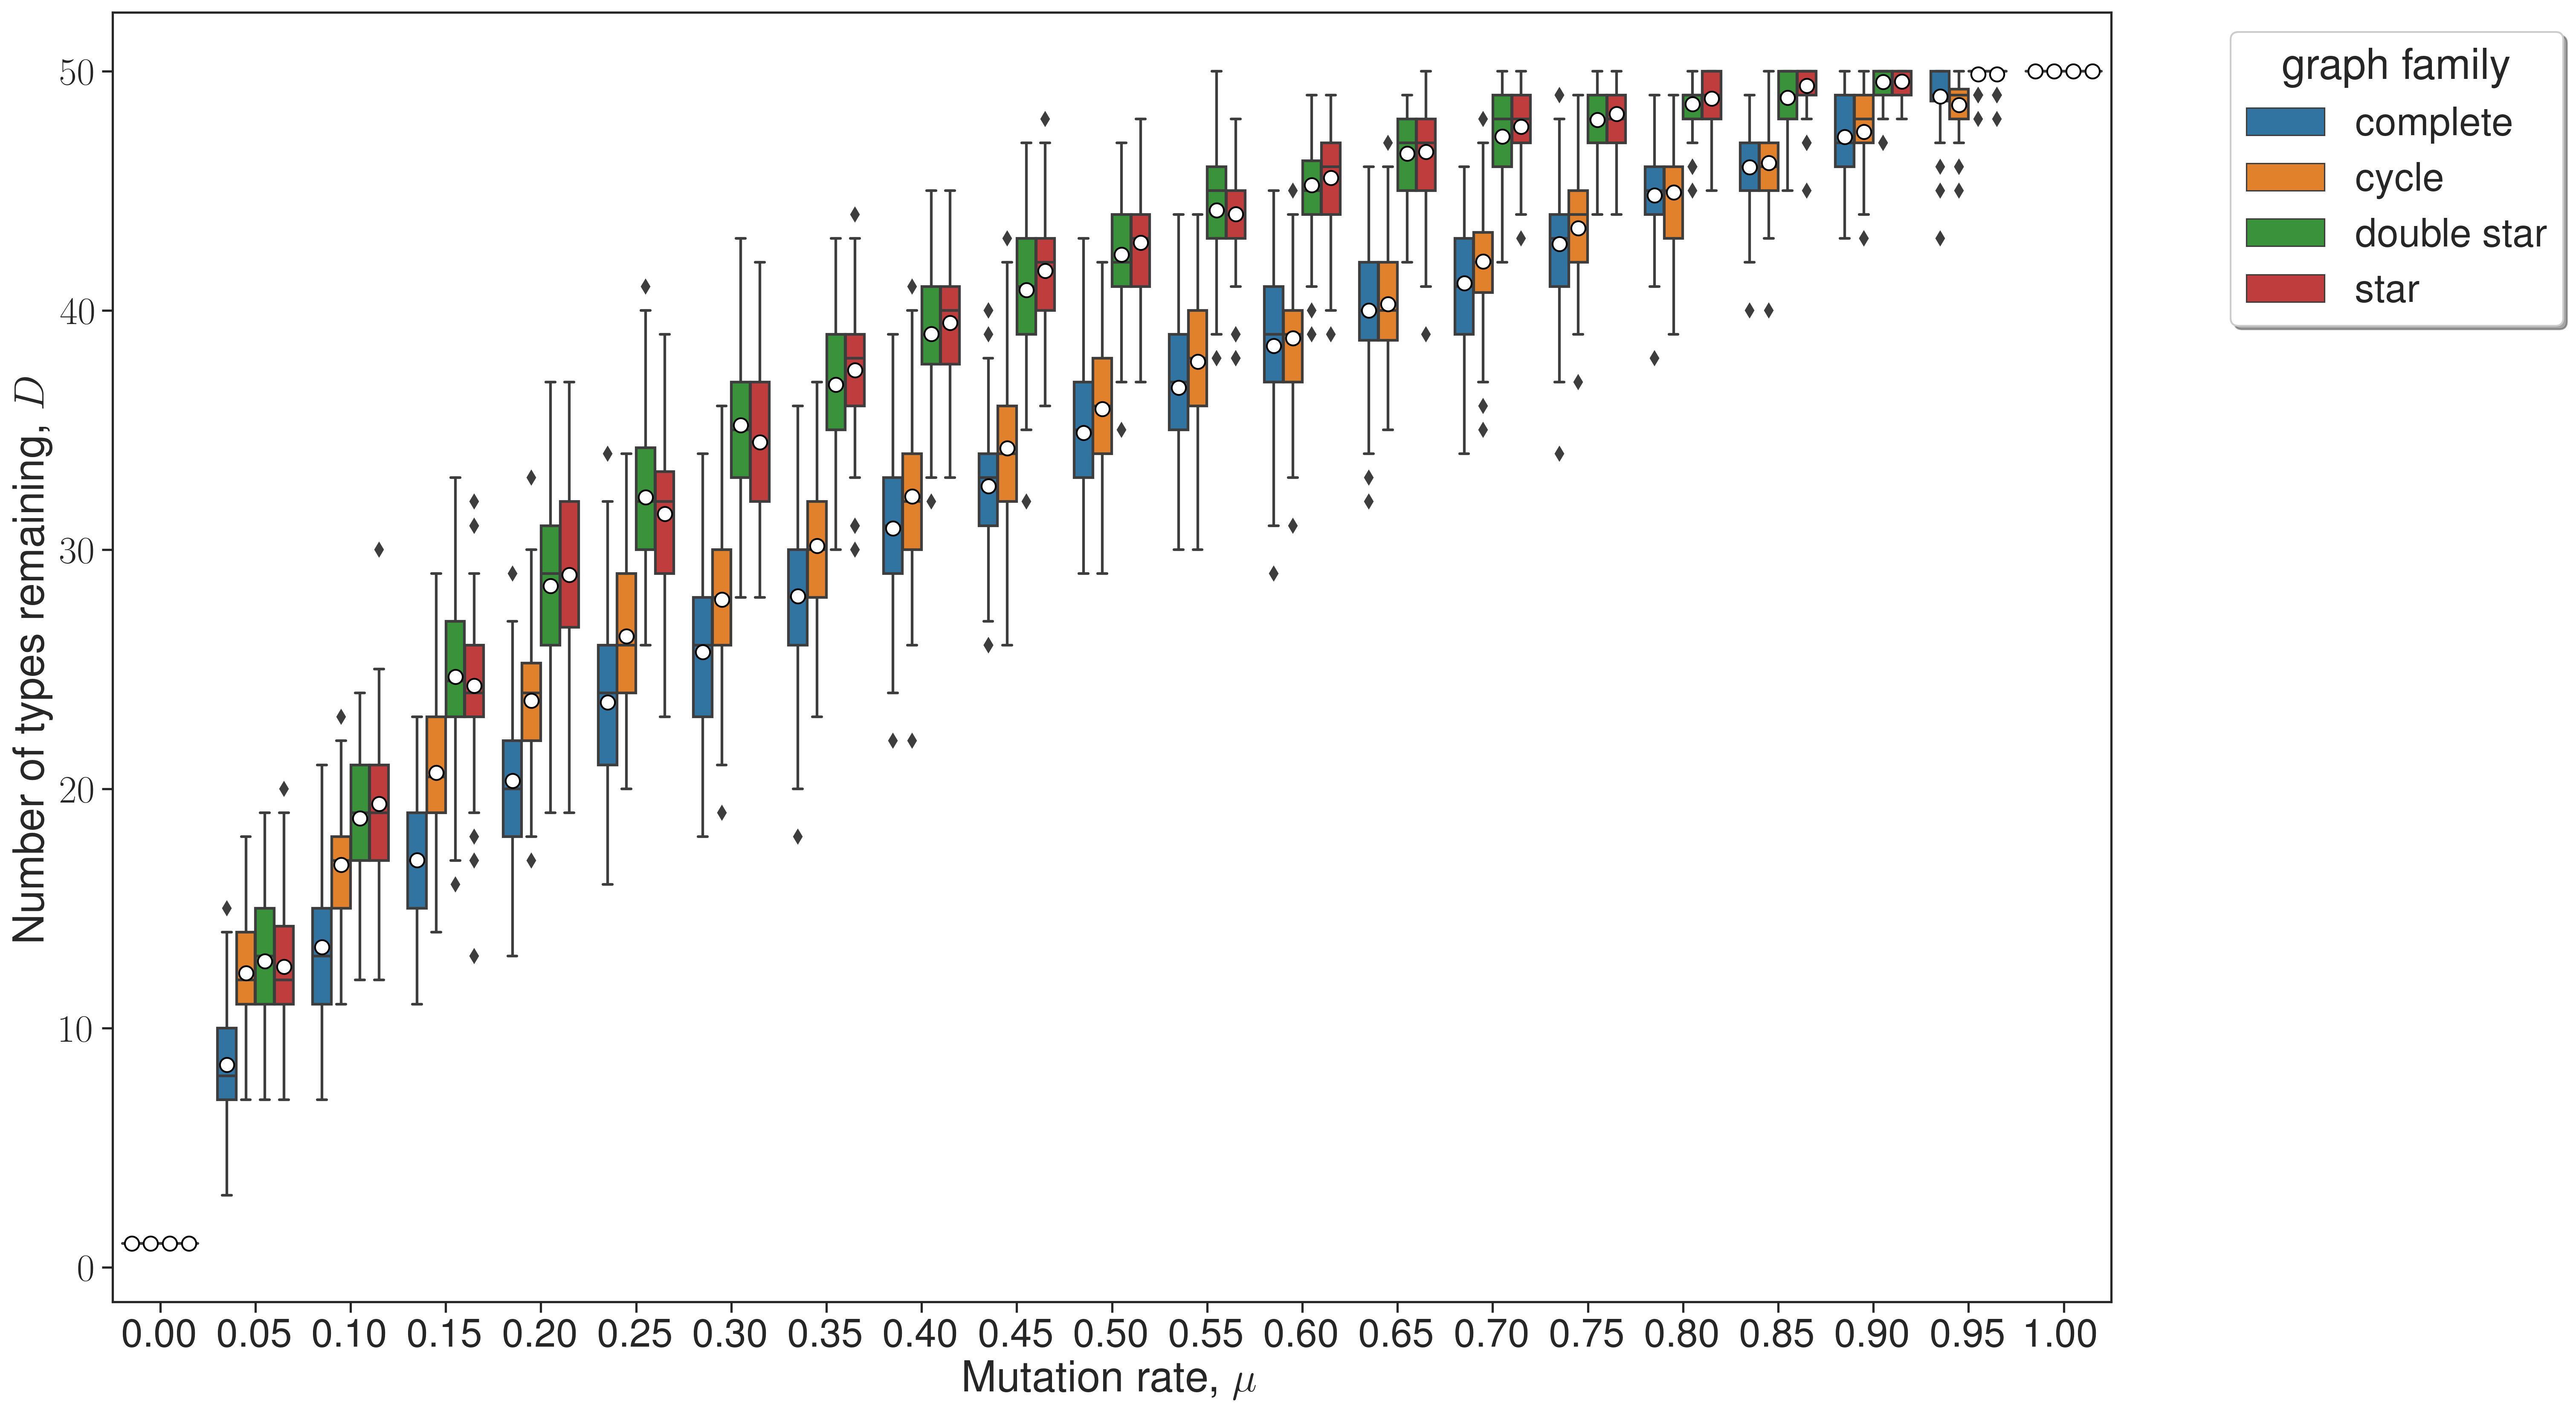 50
40
30
20
10
0
Number of types remaining, D
0.00 0.05 0.10 0.15 0.20 0.25 0.30 0.35 0.40 0.45 0.50 0.55 0.60 0.65 0.70 0.75 0.80 0.85 0.90 0.95 1.00
Mutation rate, μ
graph family
complete
cycle
double star
star